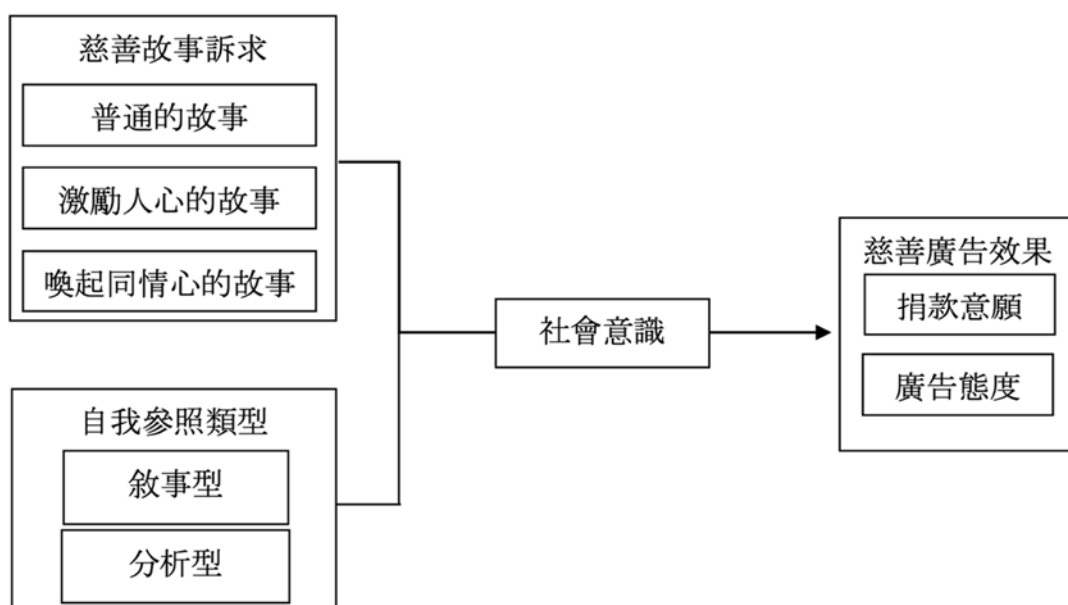 慈善故事訴求
普通的故事
激勵人心的故事
喚起同情心的故事
自我參照類型
敘事型
分析型
社會意識
慈善廣告效果
捐款意願
廣告態度